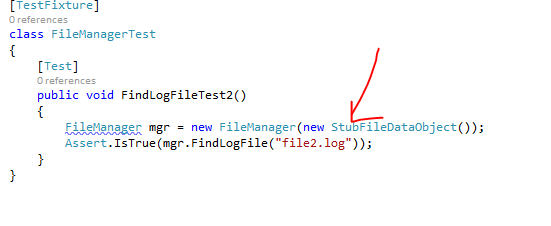 [TestFixture]
0 references
class FileManagerTest
{
[Test]
0 references
public void FindLogFileTest2()
{
FileManager mgr = new FileManager(new StubFileDataObject());
Assert.IsTrue(mgr.FindLogFile("file2.log"));
}
}